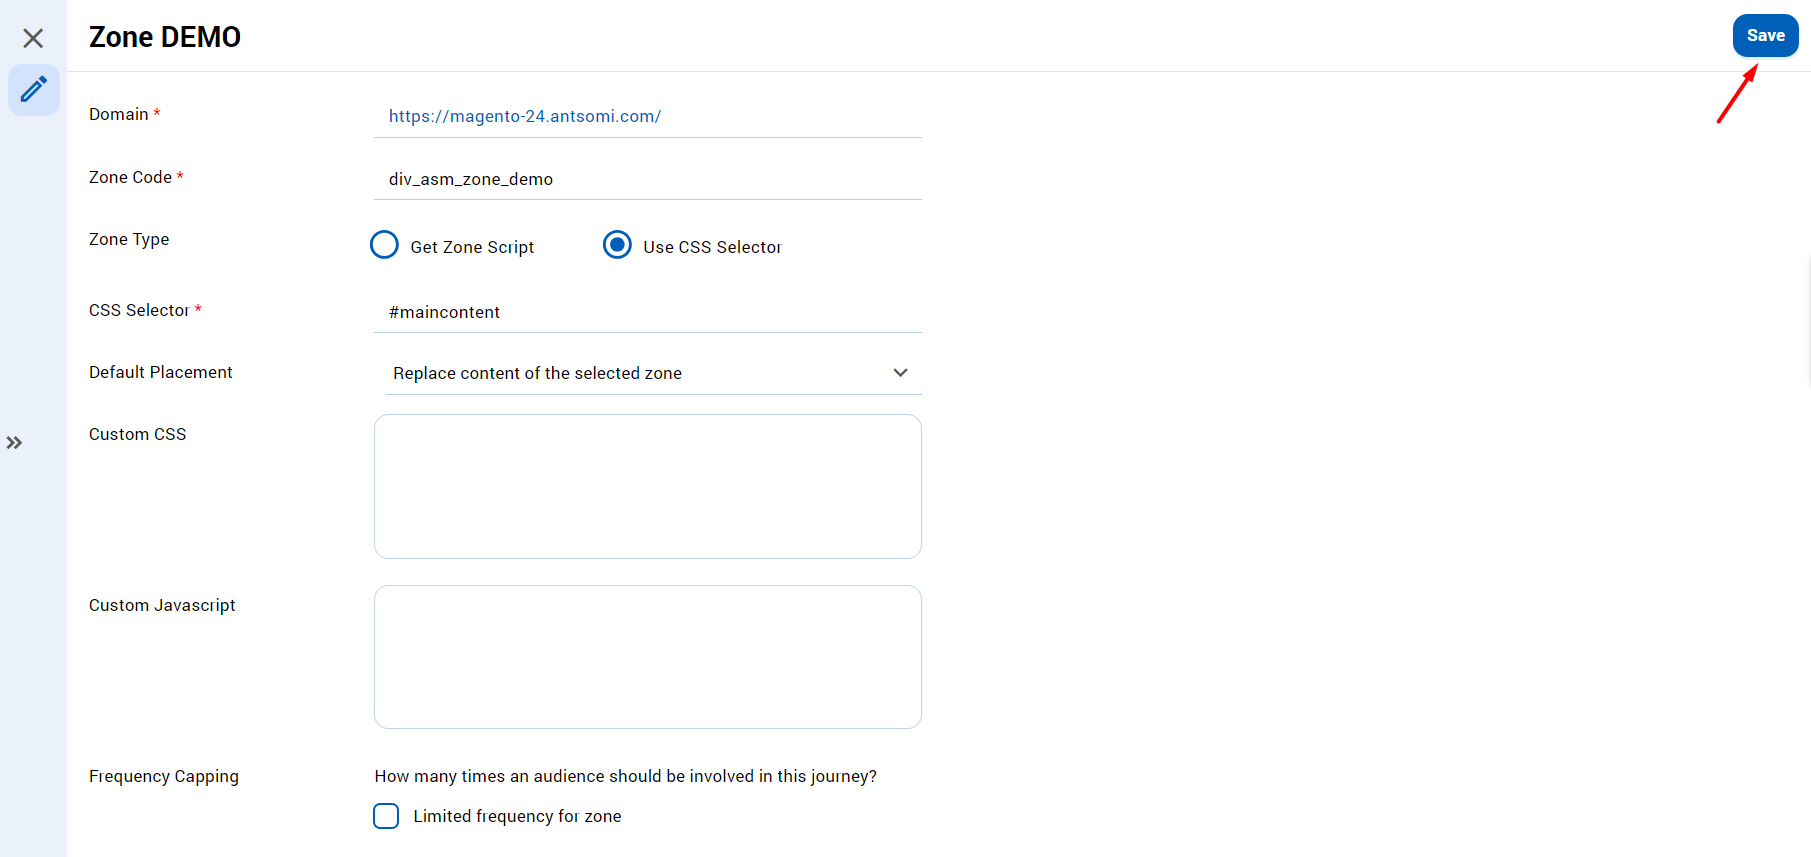 Zone DEMO
Save
Domain *
https://magento-24.antsomi.com/
Zone Code *
div_asm_zone_demo
Zone Type
Get Zone Script
Use CSS Selector
CSS Selector *
#maincontent
Default Placement
Replace content of the selected zone
Custom CSS
Custom Javascript
Frequency Capping
How many times an audience should be involved in this journey?
Limited frequency for zone